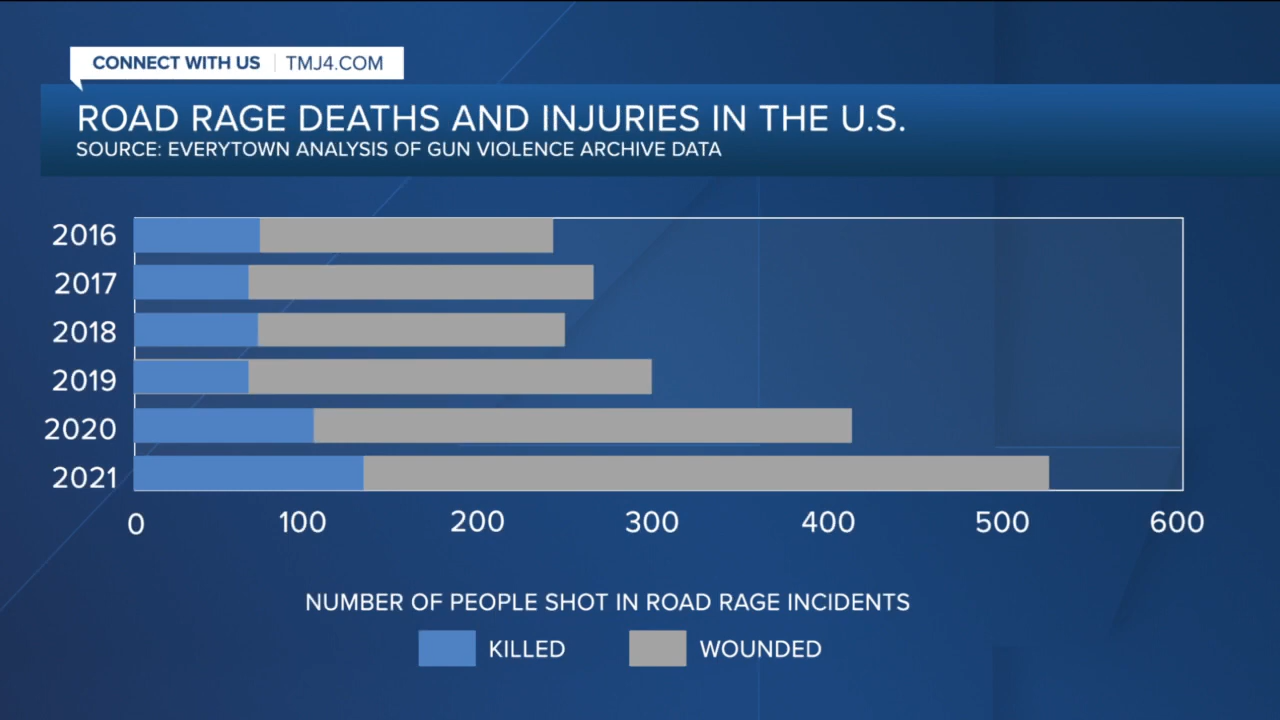 CONNECT WITH US | TMJ4.COM
ROAD RAGE DEATHS AND INJURIES IN THE U.S.
SOURCE: EVERYTOWN ANALYSIS OF GUN VIOLENCE ARCHIVE DATA
2016
2017
2018
2019
2020
2021
0 100 200 300 400 500 600
NUMBER OF PEOPLE SHOT IN ROAD RAGE INCIDENTS
KILLED WOUNDED